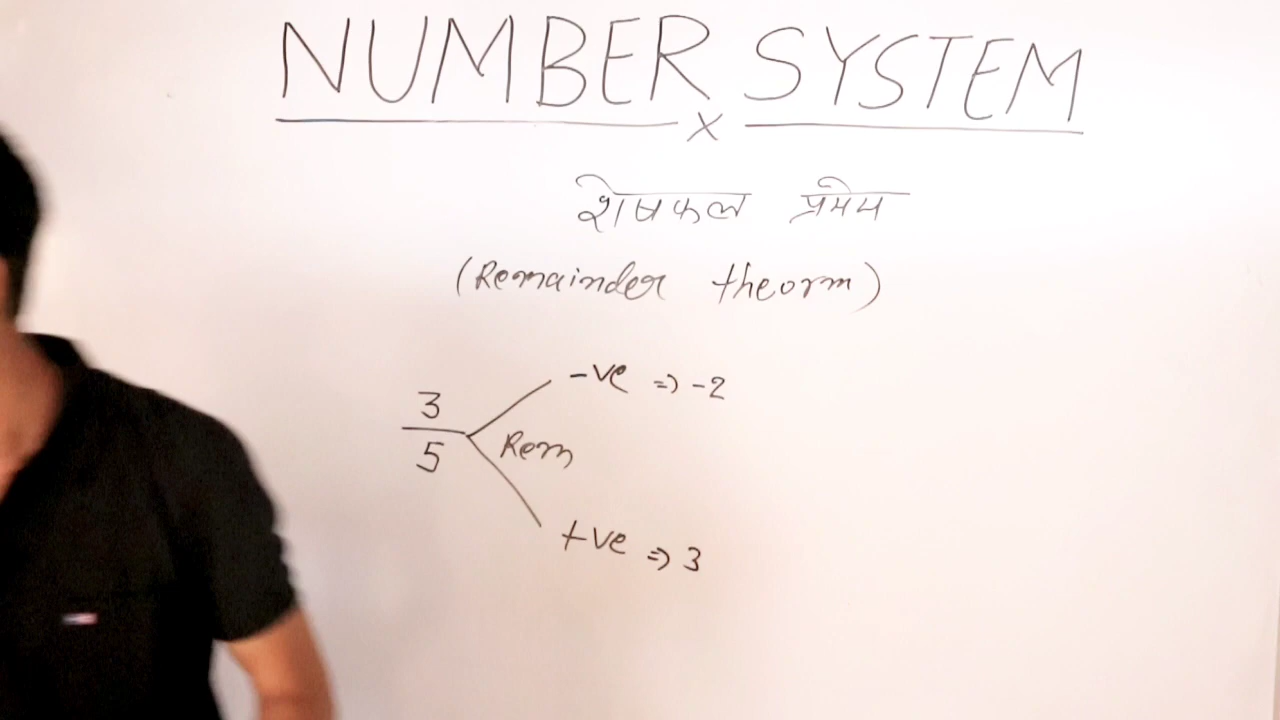 NUMBER SYSTEM
x
शेषफल प्रमेय
(Remainder theorm)
-ve => -2
3
5
Rem
+ve => 3